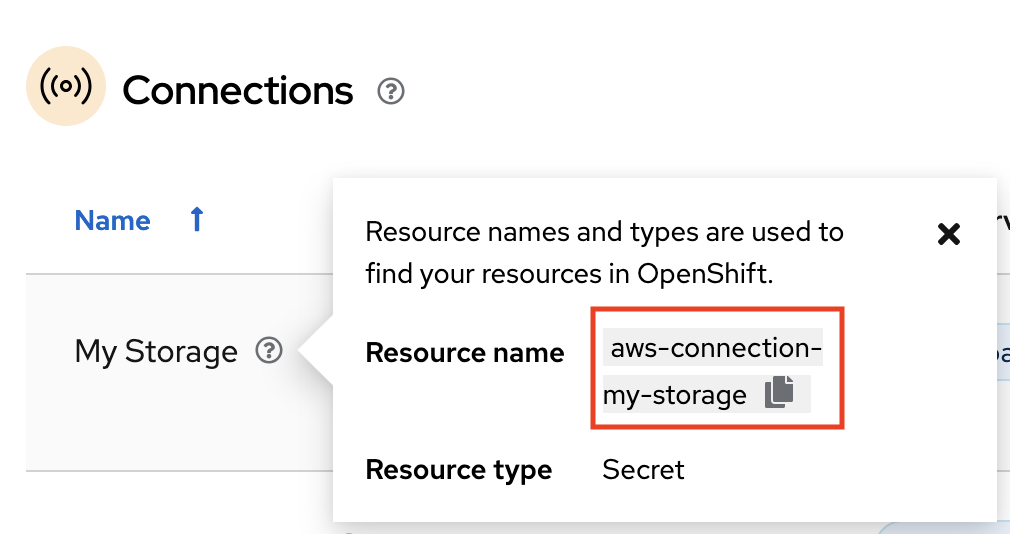 Connections
Name
Resource names and types are used to
find your resources in OpenShift.
My Storage
Resource name
aws-connection-
my-storage
Resource type
Secret